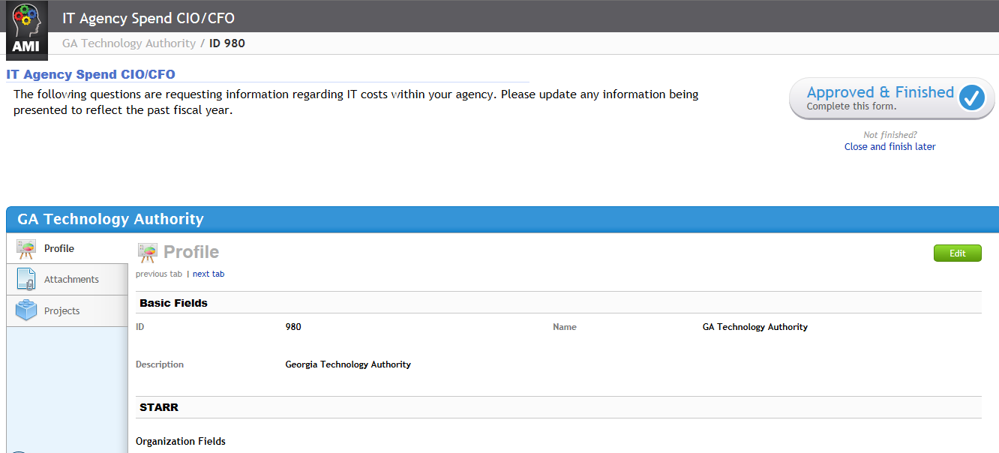 IT Agency Spend CIO/CFO
AMI
GA Technology Authority / ID 980
IT Agency Spend CIO/CFO
The following questions are requesting information regarding IT costs within your agency. Please update any information being
presented to reflect the past fiscal year.
Approved & Finished
Complete this form.
Not finished?
Close and finish later
GA Technology Authority
Profile
Attachments
Projects
Profile
Edit
previous tab | next tab
Basic Fields
ID 980 Name GA Technology Authority
Description Georgia Technology Authority
STARR
Organization Fields